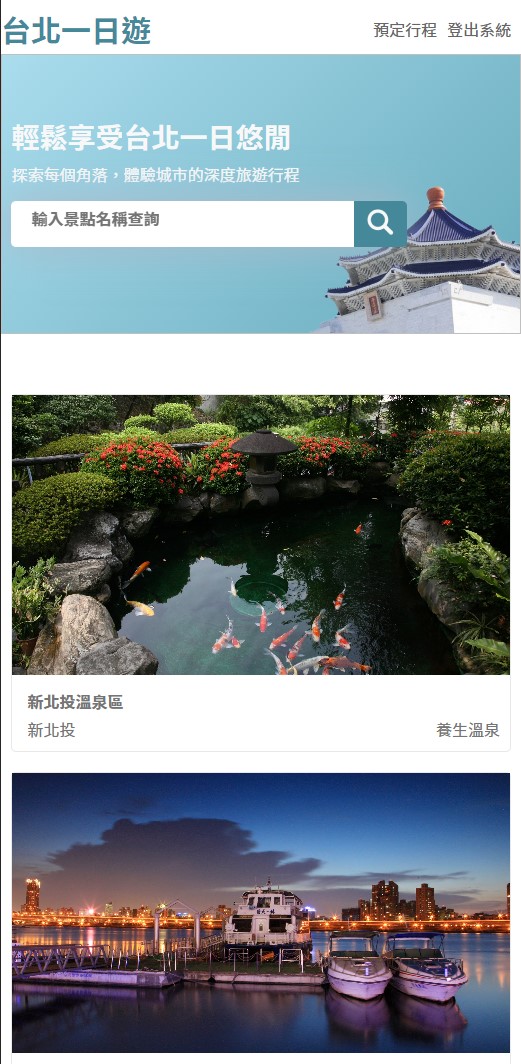 台北一日遊
預定行程 登出系統
輕鬆享受台北一日悠閒
探索每個角落，體驗城市的深度旅遊行程
輸入景點名稱查詢
新北投溫泉區
新北投 養生溫泉